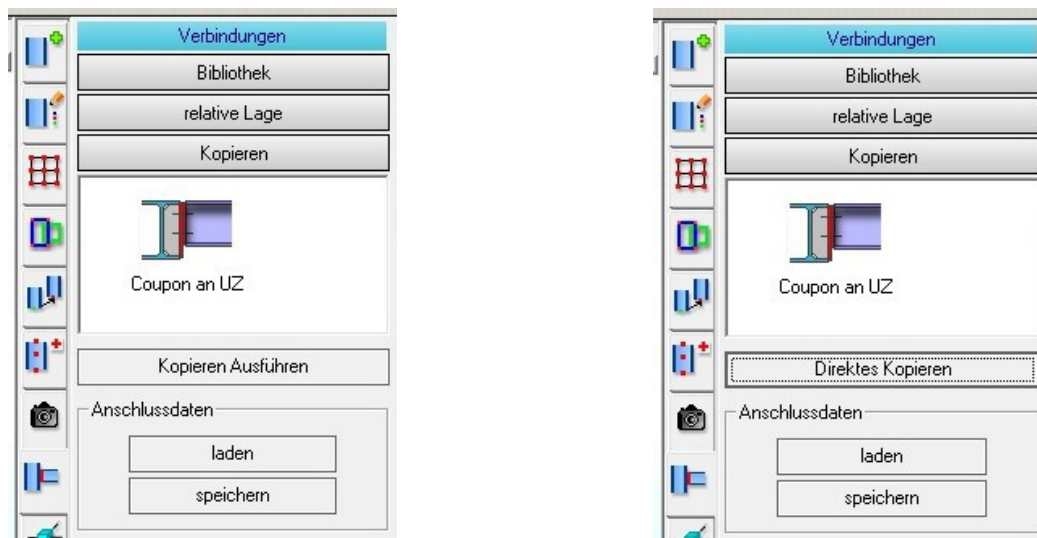 Verbindungen
Bibliothek
relative Lage
Kopieren
Coupon an UZ
Kopieren Ausführen
Anschlussdaten
laden
speichern
Verbindungen
Bibliothek
relative Lage
Kopieren
Coupon an UZ
Direktes Kopieren
Anschlussdaten
laden
speichern